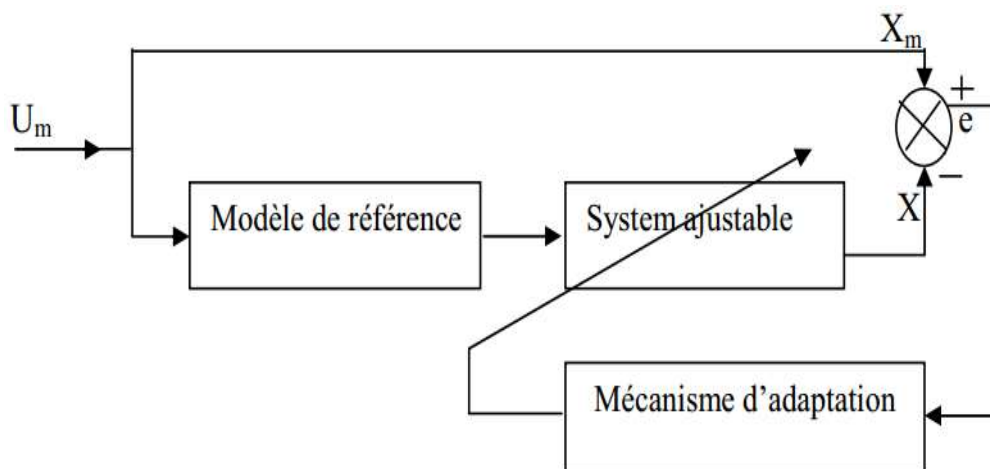 X_m
U_m
+
e
−
X
Modèle de référence
System ajustable
Mécanisme d’adaptation